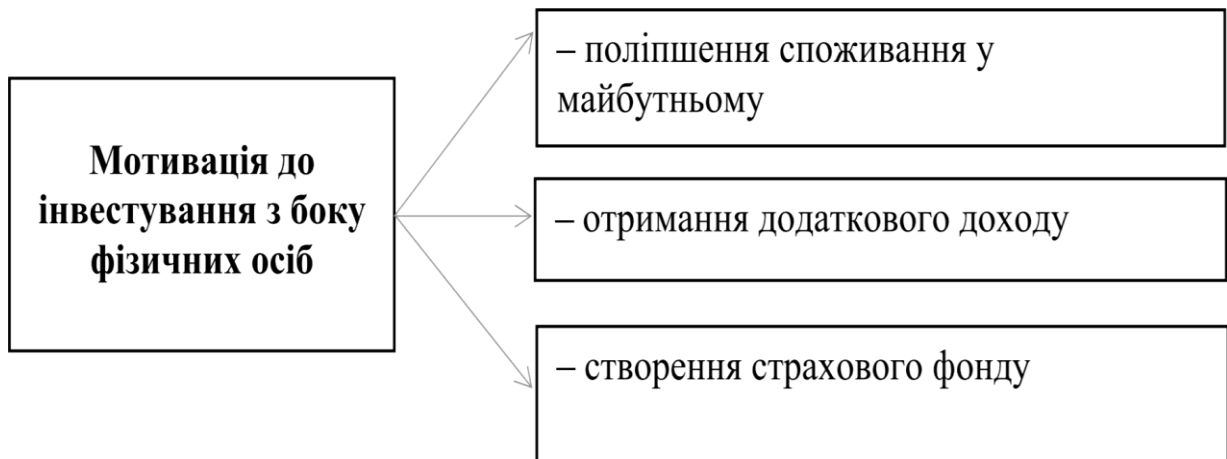 Мотивація до
інвестування з боку
фізичних осіб
– поліпшення споживання у
майбутньому
– отримання додаткового доходу
– створення страхового фонду